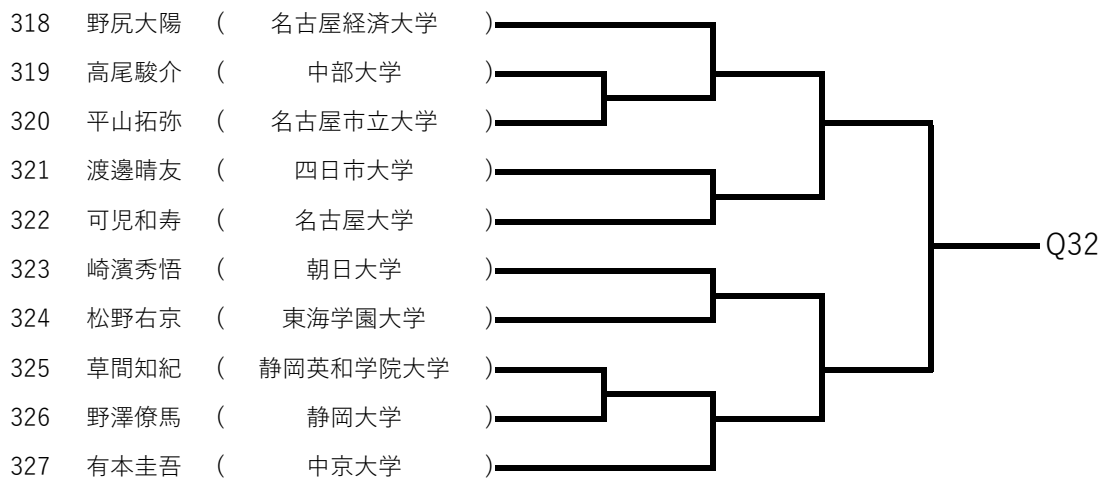 318 野尻大陽 ( 名古屋経済大学 )
319 高尾駿介 ( 中部大学 )
320 平山拓弥 ( 名古屋市立大学 )
321 渡邊晴友 ( 四日市大学 )
322 可児和寿 ( 名古屋大学 )
Q32
323 崎濱秀悟 ( 朝日大学 )
324 松野右京 ( 東海学園大学 )
325 草間知紀 ( 静岡英和学院大学 )
326 野澤僚馬 ( 静岡大学 )
327 有本圭吾 ( 中京大学 )